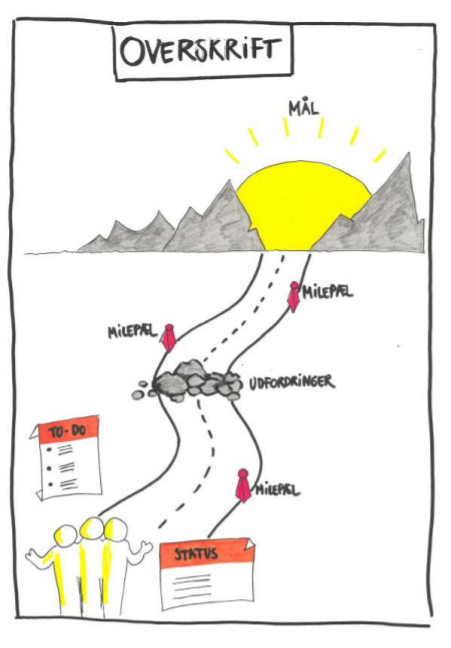 OVERSKRIFT
MÅL
MILEPÆL
MILEPÆL
UDFORDRINGER
TO-DO
MILEPÆL
STATUS